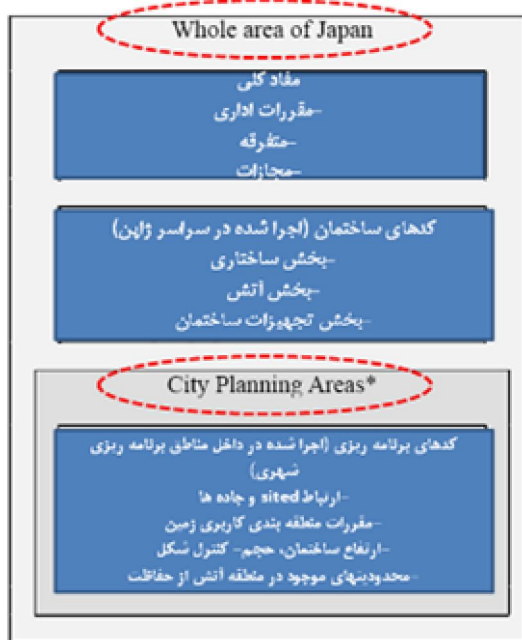 Whole area of Japan
مفاد کلی
-مقررات اداری
-متفرقه
-مجازات
کدهای ساختمان (اجرا شده در سراسر ژاپن)
-بخش ساختاری
-بخش آتش
-بخش تجهیزات ساختمان
City Planning Areas*
کدهای برنامه ریزی (اجرا شده در داخل مناطق برنامه ریزی
شهری)
-ارتباط sited و جاده ها
-مقررات منطقه بندی کاربری زمین
-ارتفاع ساختمان، حجم- کنترل شکل
-محدودیتهای موجود در منطقه آتش از حفاظت